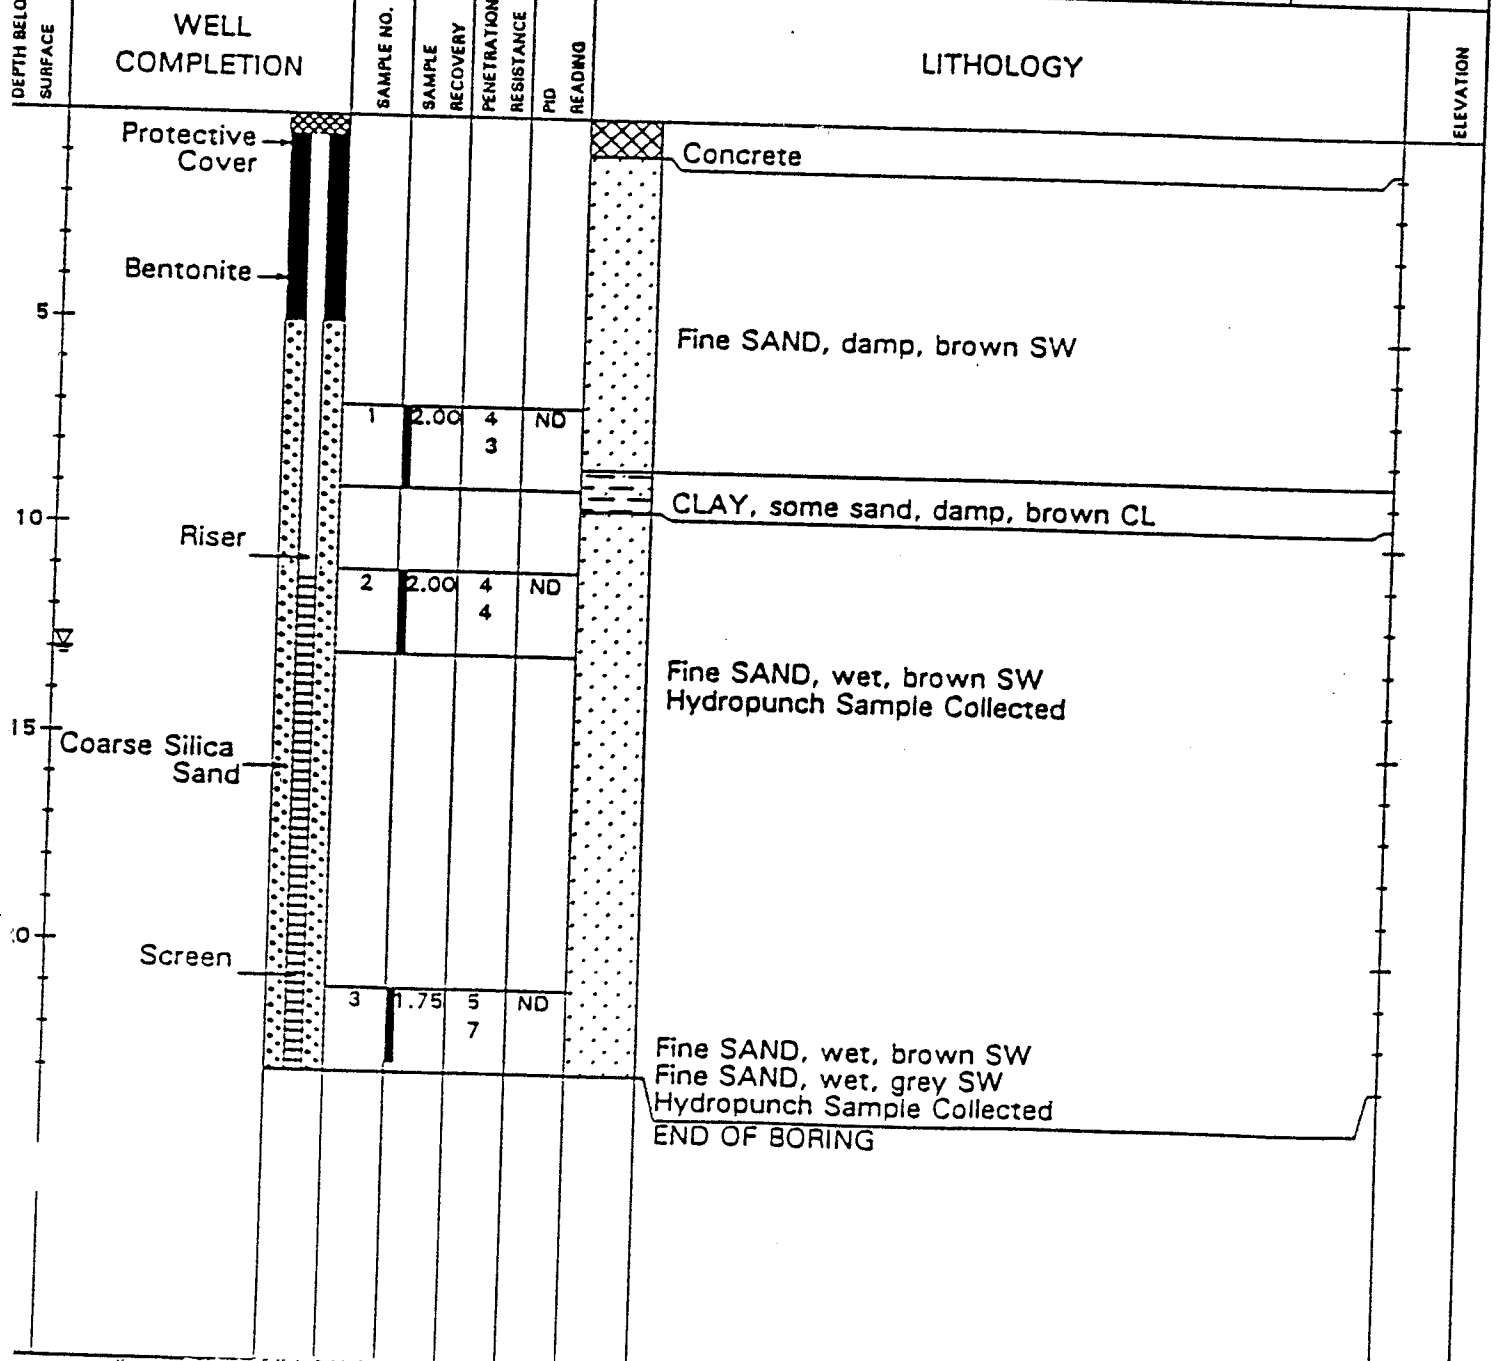 DEPTH BELO
SURFACE
WELL
COMPLETION
SAMPLE NO.
SAMPLE
RECOVERY
PENETRATION
RESISTANCE
PID
READING
LITHOLOGY
ELEVATION
Protective
Cover
Concrete
Bentonite
5
Fine SAND, damp, brown SW
1 2.00 4 ND
3
CLAY, some sand, damp, brown CL
10
Riser
2 2.00 4 ND
4
Fine SAND, wet, brown SW
Hydropunch Sample Collected
15
Coarse Silica
Sand
0
Screen
3 1.75 5 ND
7
Fine SAND, wet, brown SW
Fine SAND, wet, grey SW
Hydropunch Sample Collected
END OF BORING